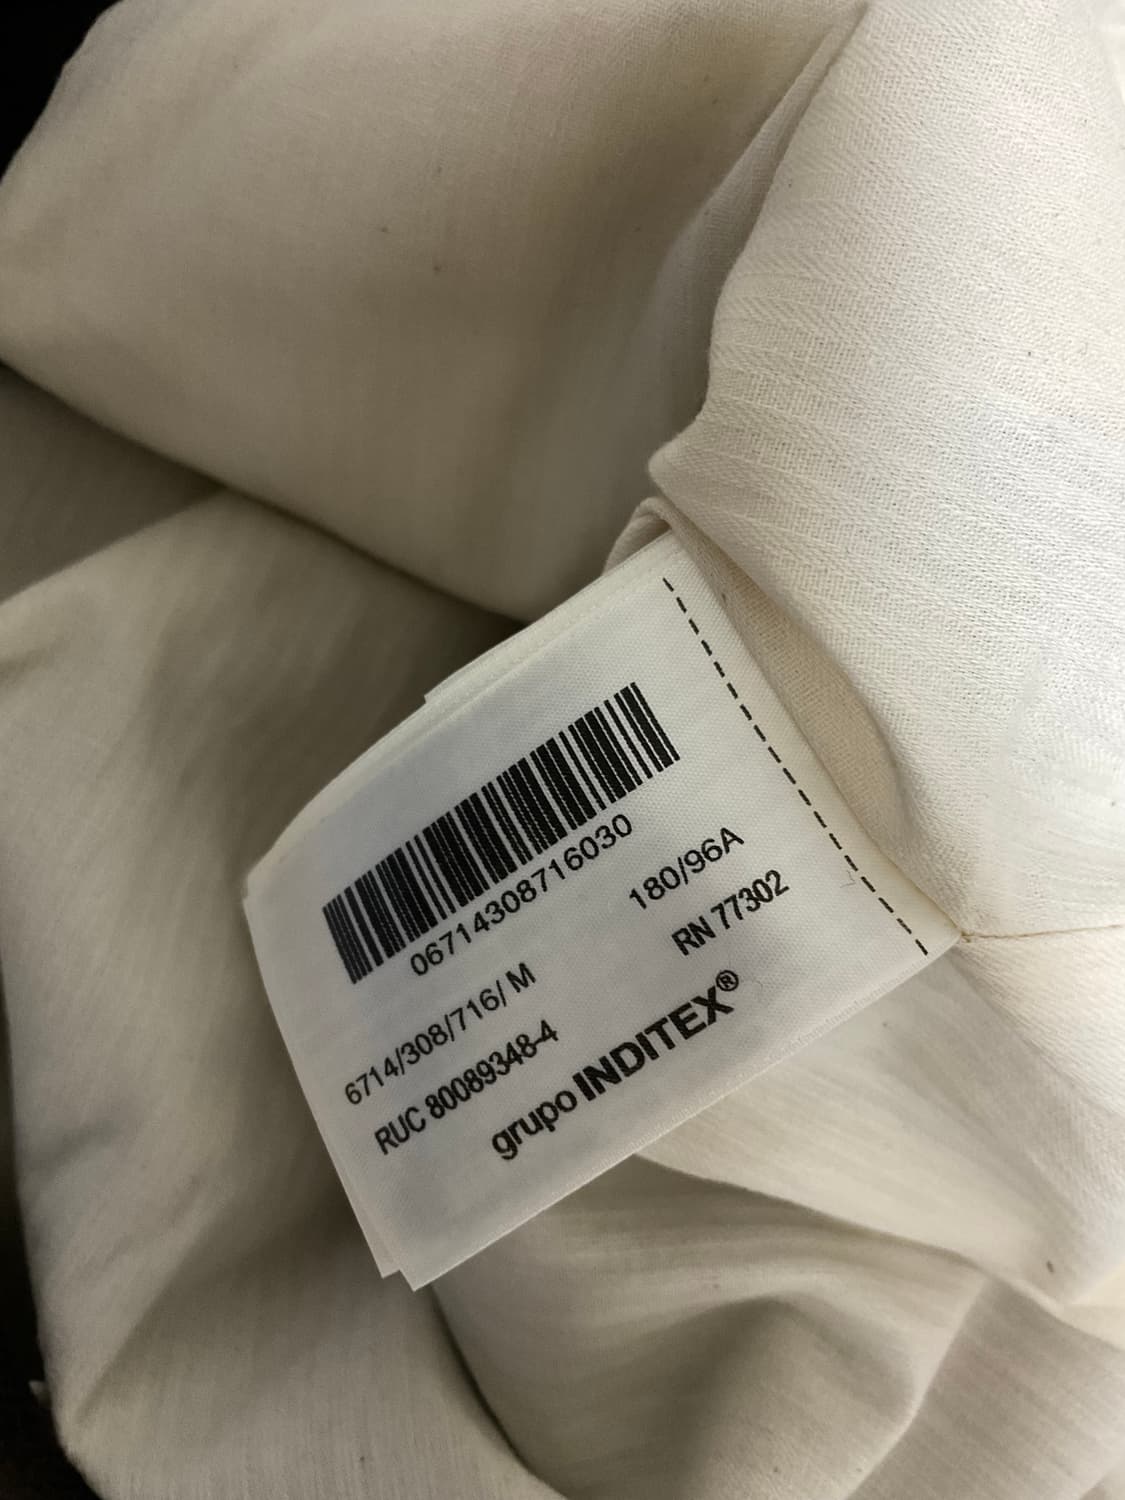 06714308716030
6714/308/716/ M 180/96A
RUC 80089348-4 RN 77302
grupo INDITEX®